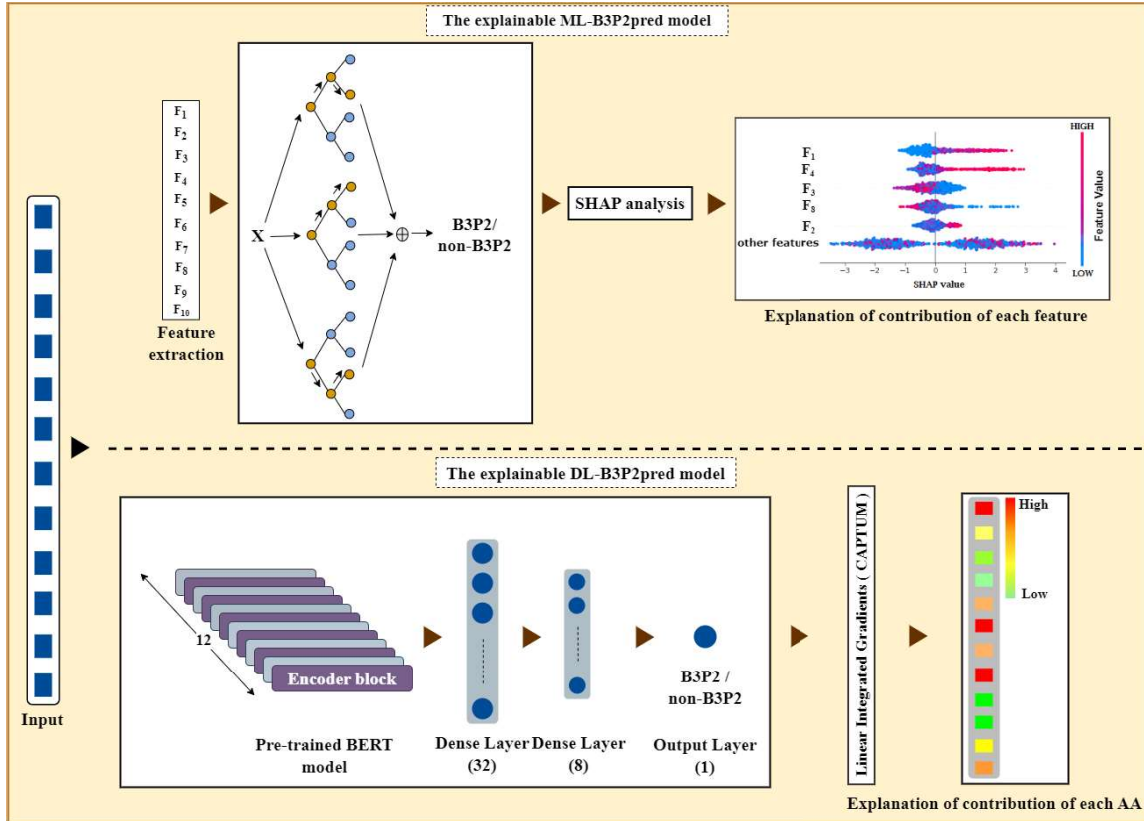 The explainable ML-B3P2pred model
F1
F2
F3
F4
F5
F6
F7
F8
F9
F10
Feature
extraction
X
B3P2/
non-B3P2
SHAP analysis
HIGH
F1
F4
F3
F8
F2
other features
Feature Value
LOW
−3 −2 −1 0 1 2 3 4
SHAP value
Explanation of contribution of each feature
Input
The explainable DL-B3P2pred model
12
Encoder block
Pre-trained BERT
model
Dense Layer
(32)
Dense Layer
(8)
B3P2 /
non-B3P2
Output Layer
(1)
Linear Integrated Gradients ( CAPTUM)
High
Low
Explanation of contribution of each AA